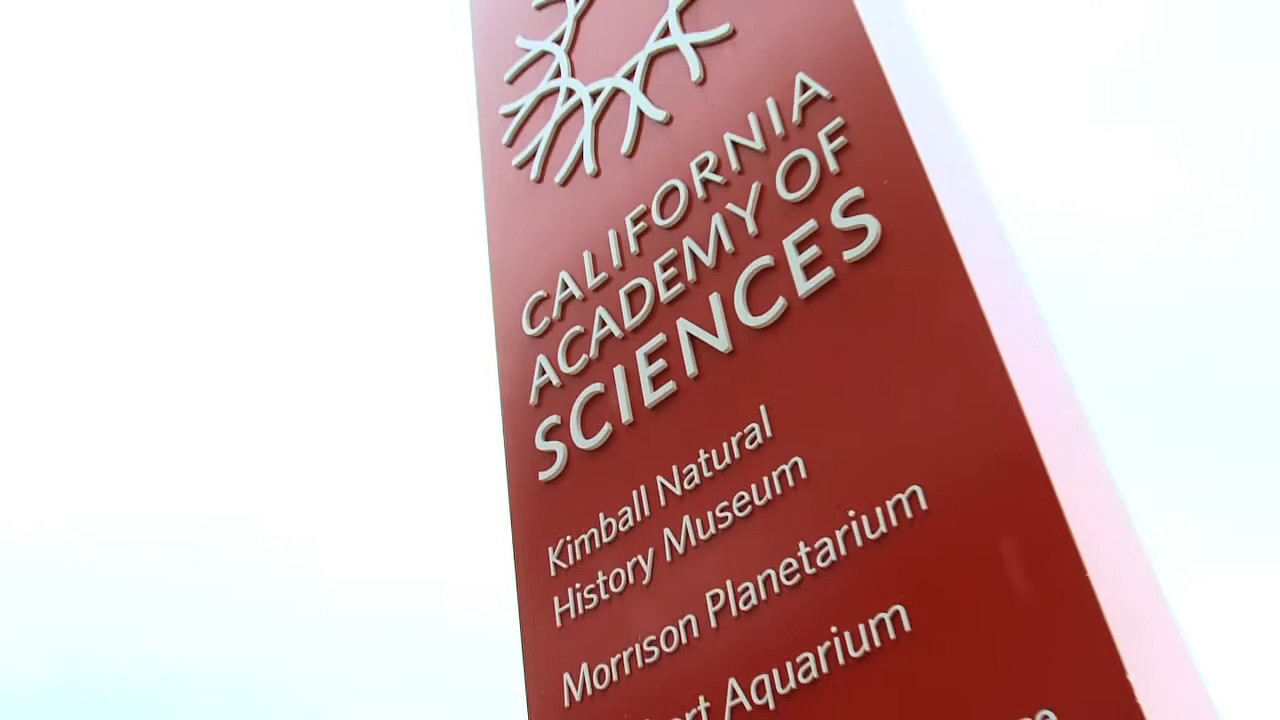 CALIFORNIA
ACADEMY OF
SCIENCES
Kimball Natural
History Museum
Morrison Planetarium
Aquarium